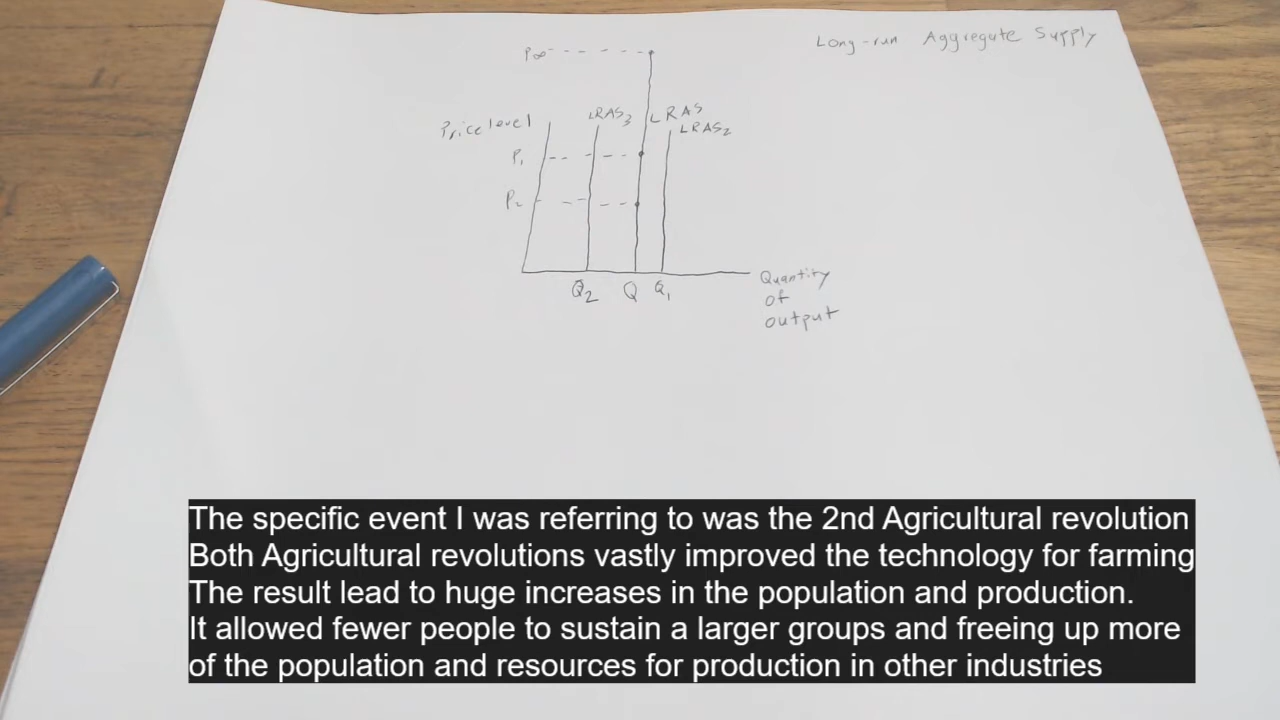 Long-run Aggregate Supply
P∞
Price level
LRAS₃
LRAS
LRAS₂
P₁
P₂
Q₂ Q Q₁
Quantity
of
output
The specific event I was referring to was the 2nd Agricultural revolution
Both Agricultural revolutions vastly improved the technology for farming
The result lead to huge increases in the population and production.
It allowed fewer people to sustain a larger groups and freeing up more
of the population and resources for production in other industries